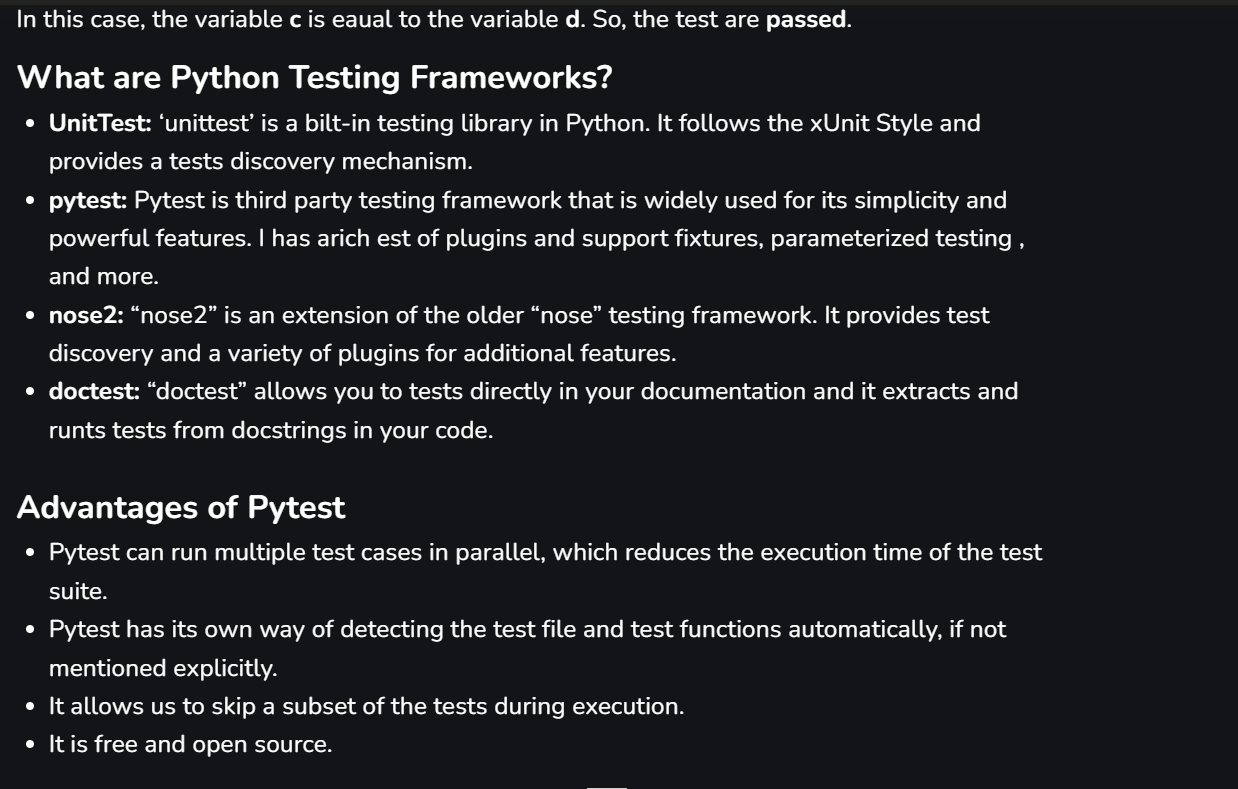 In this case, the variable c is eaual to the variable d. So, the test are passed.
What are Python Testing Frameworks?
• UnitTest: ‘unittest’ is a bilt-in testing library in Python. It follows the xUnit Style and
provides a tests discovery mechanism.
• pytest: Pytest is third party testing framework that is widely used for its simplicity and
powerful features. I has arich est of plugins and support fixtures, parameterized testing ,
and more.
• nose2: “nose2” is an extension of the older “nose” testing framework. It provides test
discovery and a variety of plugins for additional features.
• doctest: “doctest” allows you to tests directly in your documentation and it extracts and
runts tests from docstrings in your code.
Advantages of Pytest
• Pytest can run multiple test cases in parallel, which reduces the execution time of the test
suite.
• Pytest has its own way of detecting the test file and test functions automatically, if not
mentioned explicitly.
• It allows us to skip a subset of the tests during execution.
• It is free and open source.